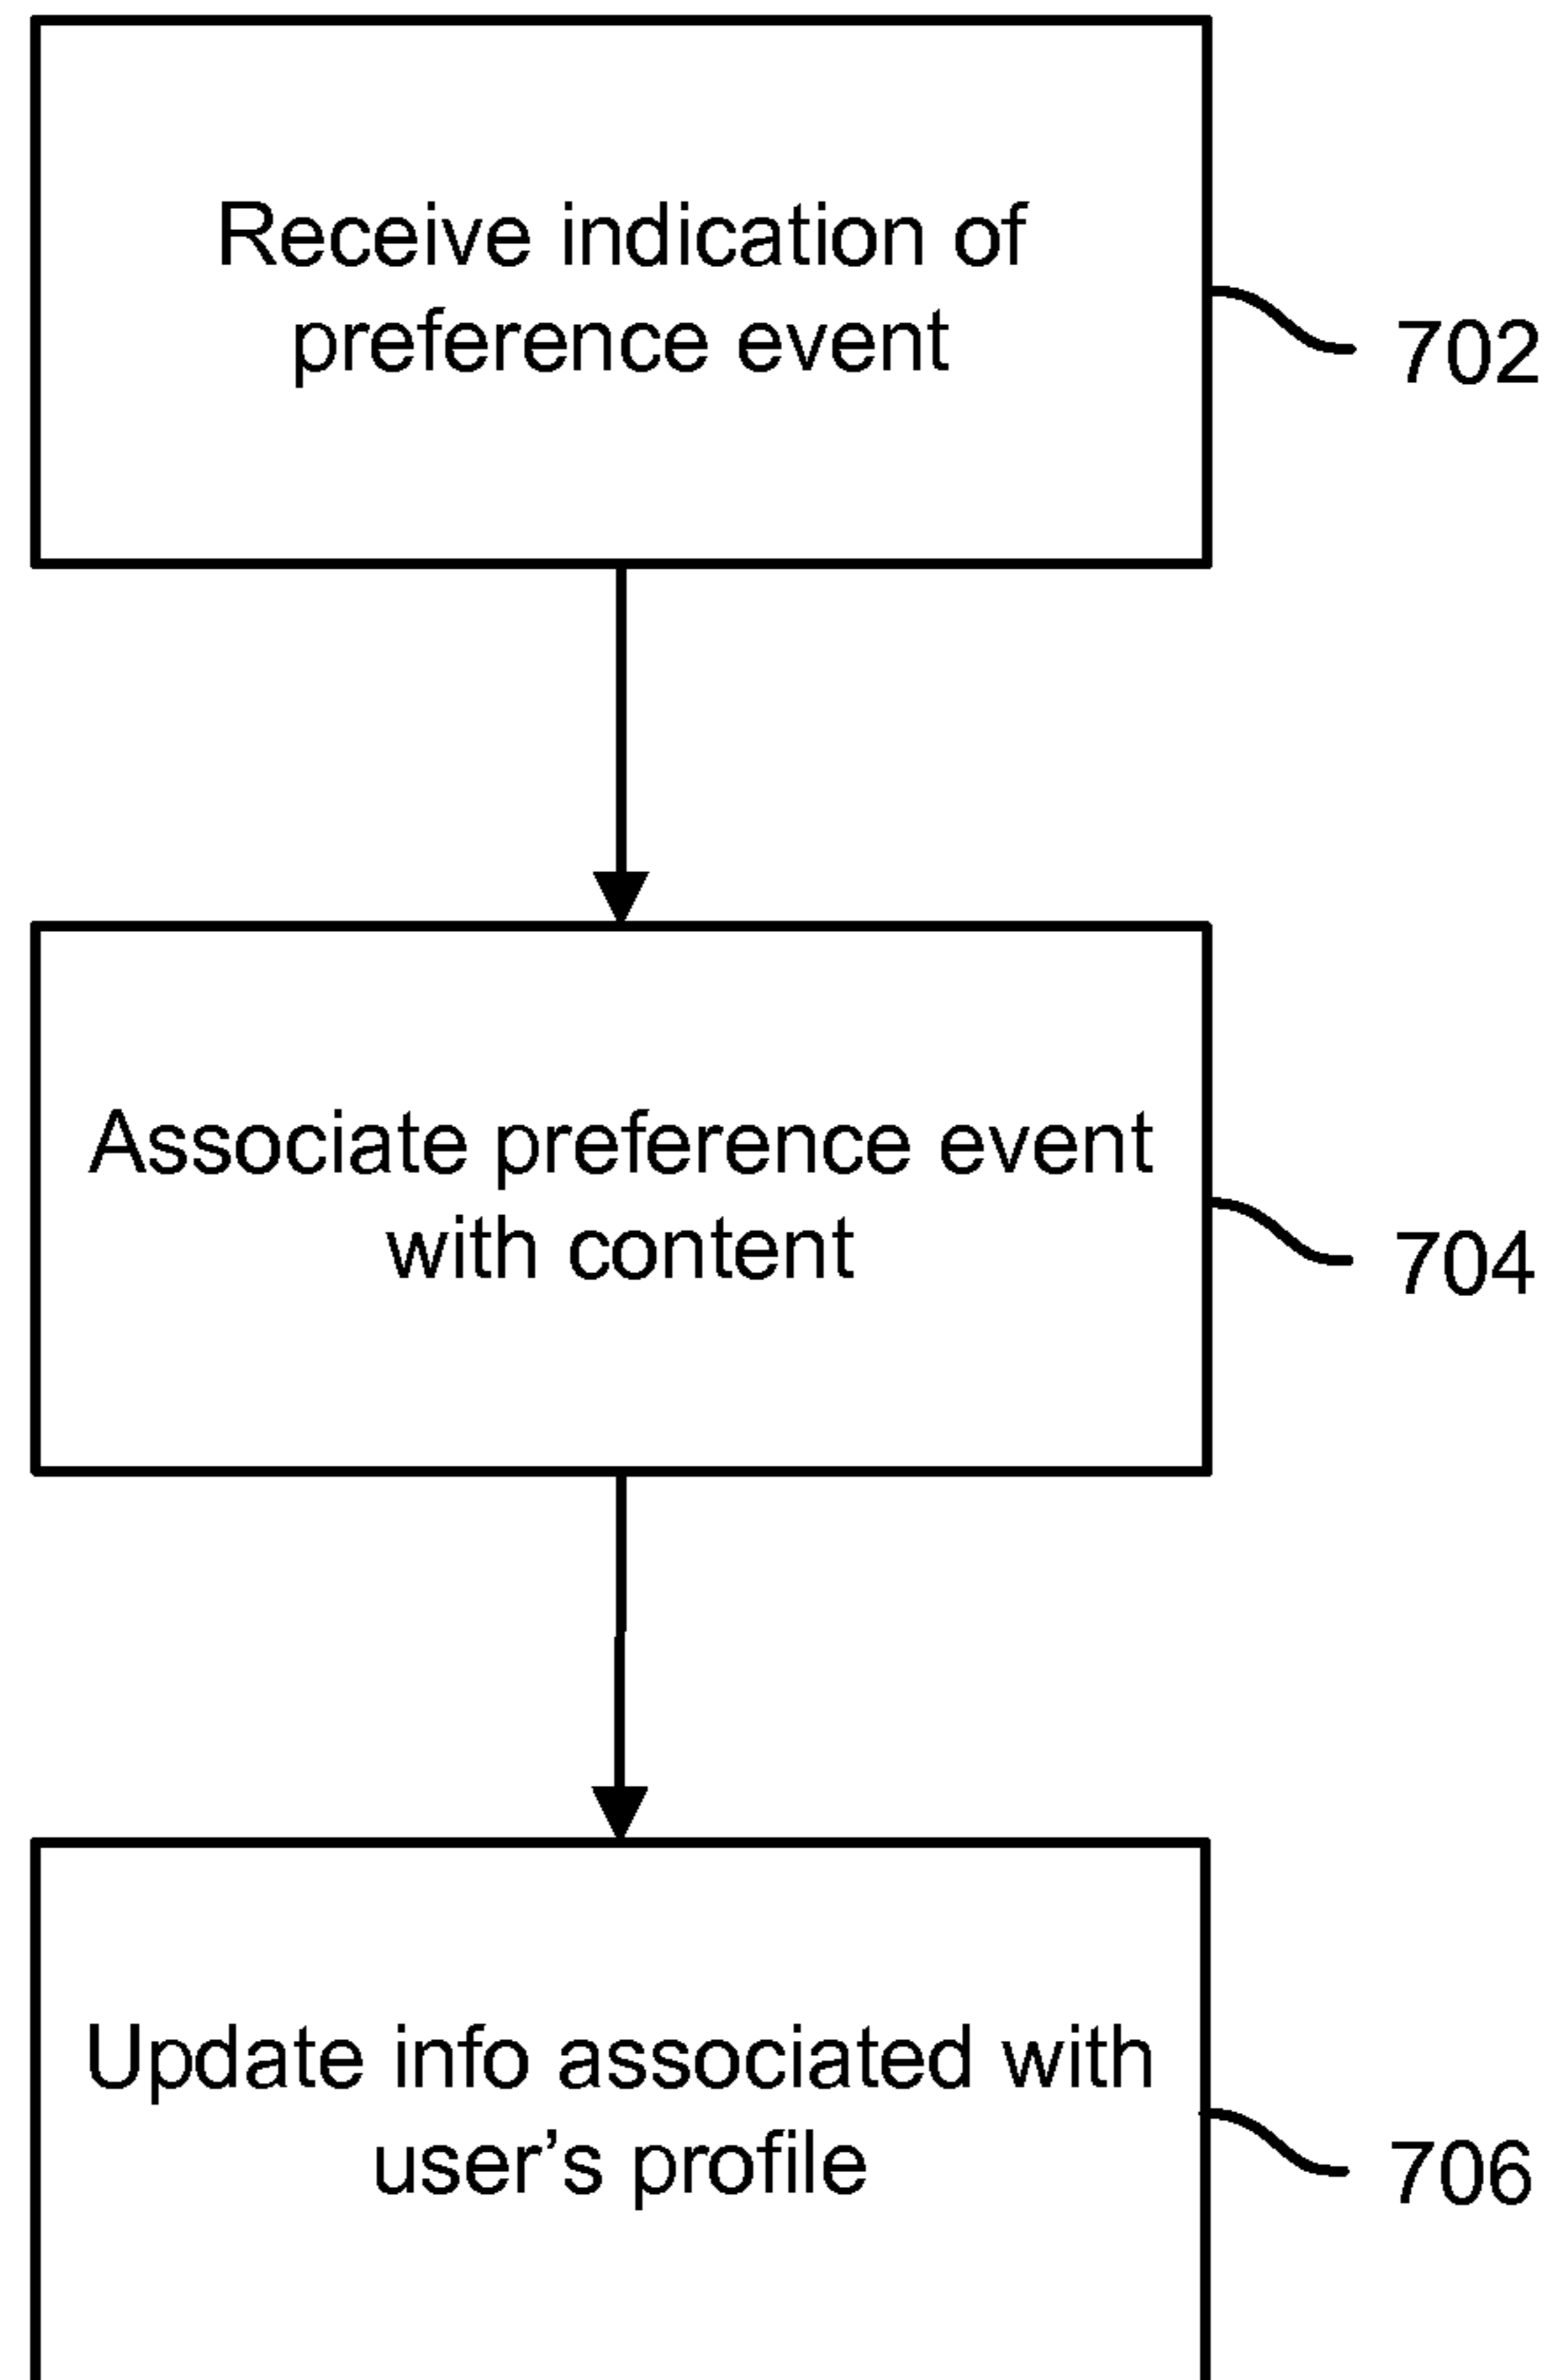 Receive indication of
preference event
702
Associate preference event
with content
704
Update info associated with
user’s profile
706